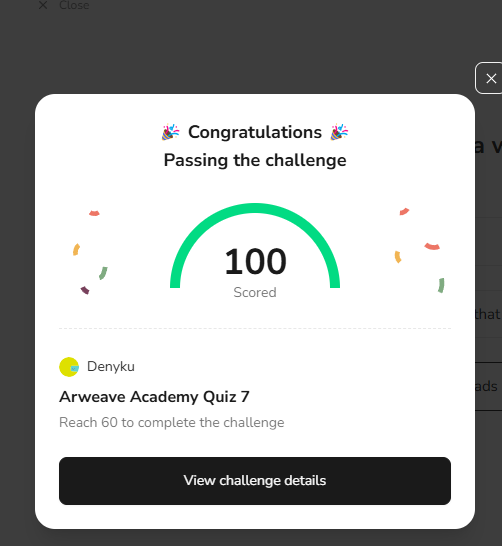 Close
🎉 Congratulations 🎉
Passing the challenge
100
Scored
Denyku
Arweave Academy Quiz 7
Reach 60 to complete the challenge
View challenge details
that
ads